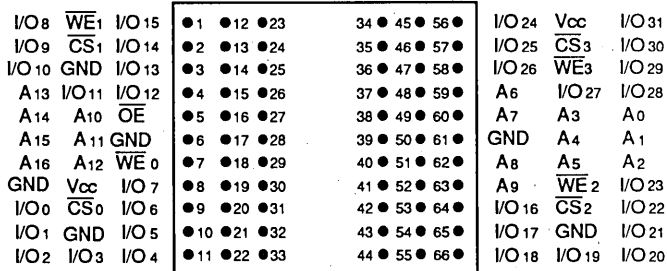 I/O8 WE1 I/O15 ●1 ●12 ●23 34● 45● 56● I/O24 Vcc I/O31
I/O9 CS1 I/O14 ●2 ●13 ●24 35● 46● 57● I/O25 CS3 I/O30
I/O10 GND I/O13 ●3 ●14 ●25 36● 47● 58● I/O26 WE3 I/O29
A13 I/O11 I/O12 ●4 ●15 ●26 37● 48● 59● A6 I/O27 I/O28
A14 A10 OE ●5 ●16 ●27 38● 49● 60● A7 A3 A0
A15 A11 GND ●6 ●17 ●28 39● 50● 61● GND A4 A1
A16 A12 WE0 ●7 ●18 ●29 40● 51● 62● A8 A5 A2
GND Vcc I/O7 ●8 ●19 ●30 41● 52● 63● A9 WE2 I/O23
I/O0 CS0 I/O6 ●9 ●20 ●31 42● 53● 64● I/O16 CS2 I/O22
I/O1 GND I/O5 ●10 ●21 ●32 43● 54● 65● I/O17 GND I/O21
I/O2 I/O3 I/O4 ●11 ●22 ●33 44● 55● 66● I/O18 I/O19 I/O20